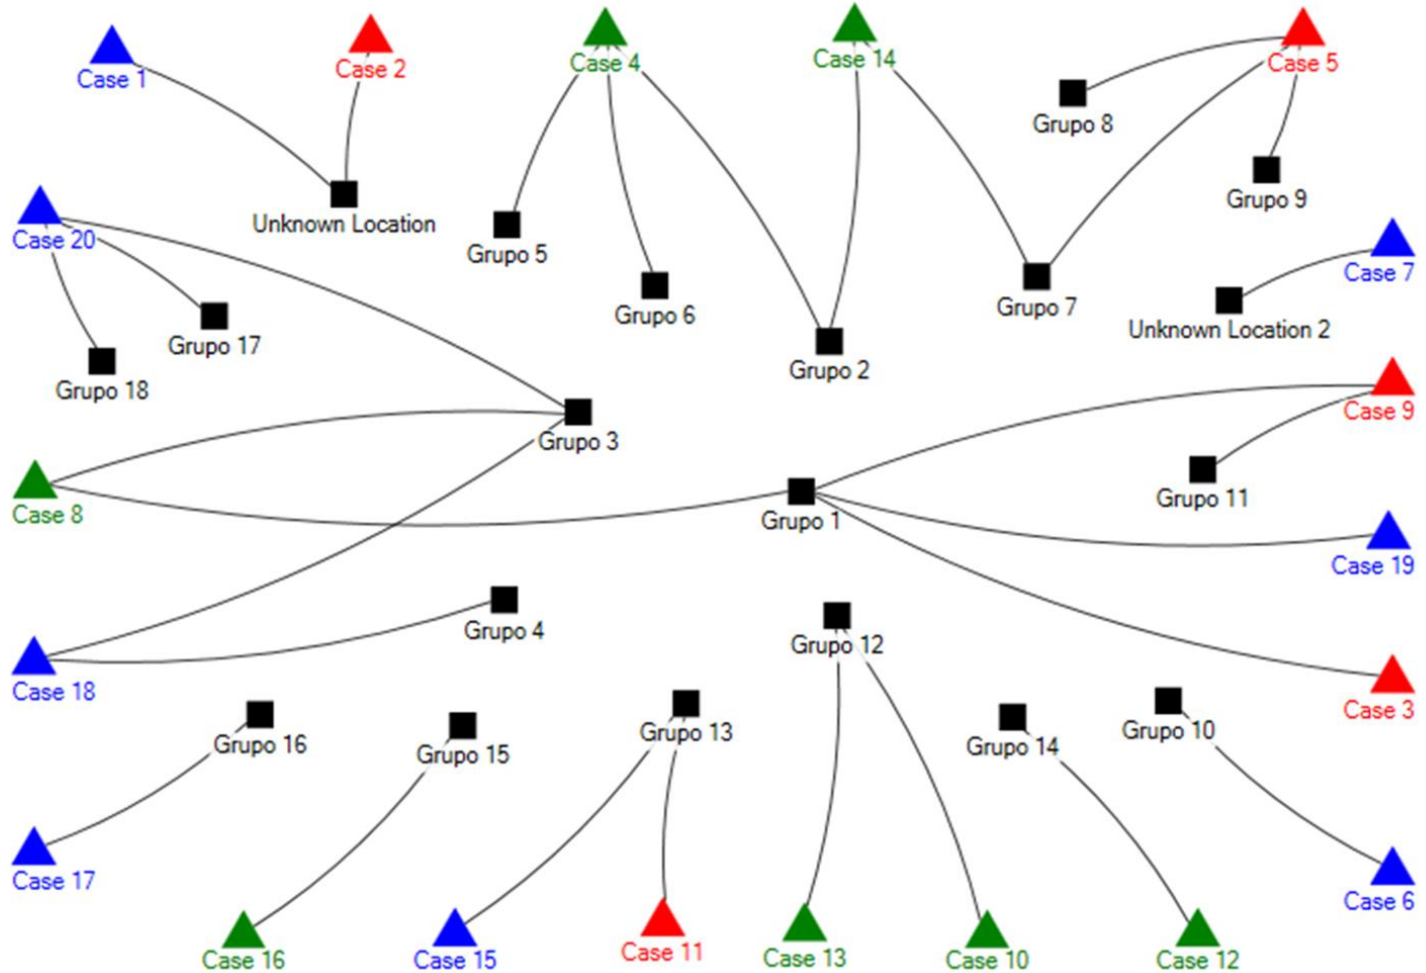 Case 1
Case 2
Case 4
Case 14
Case 5
Grupo 8
Grupo 9
Unknown Location
Case 20
Grupo 5
Grupo 6
Grupo 7
Case 7
Unknown Location 2
Grupo 17
Grupo 18
Grupo 2
Case 9
Grupo 3
Grupo 11
Case 8
Grupo 1
Case 19
Grupo 4
Grupo 12
Case 18
Case 3
Grupo 16
Grupo 15
Grupo 13
Grupo 14
Grupo 10
Case 17
Case 6
Case 16
Case 15
Case 11
Case 13
Case 10
Case 12